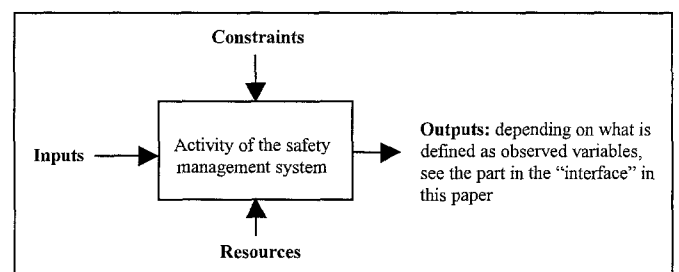 Constraints
Inputs
Activity of the safety
management system
Outputs: depending on what is
defined as observed variables,
see the part in the “interface” in
this paper
Resources